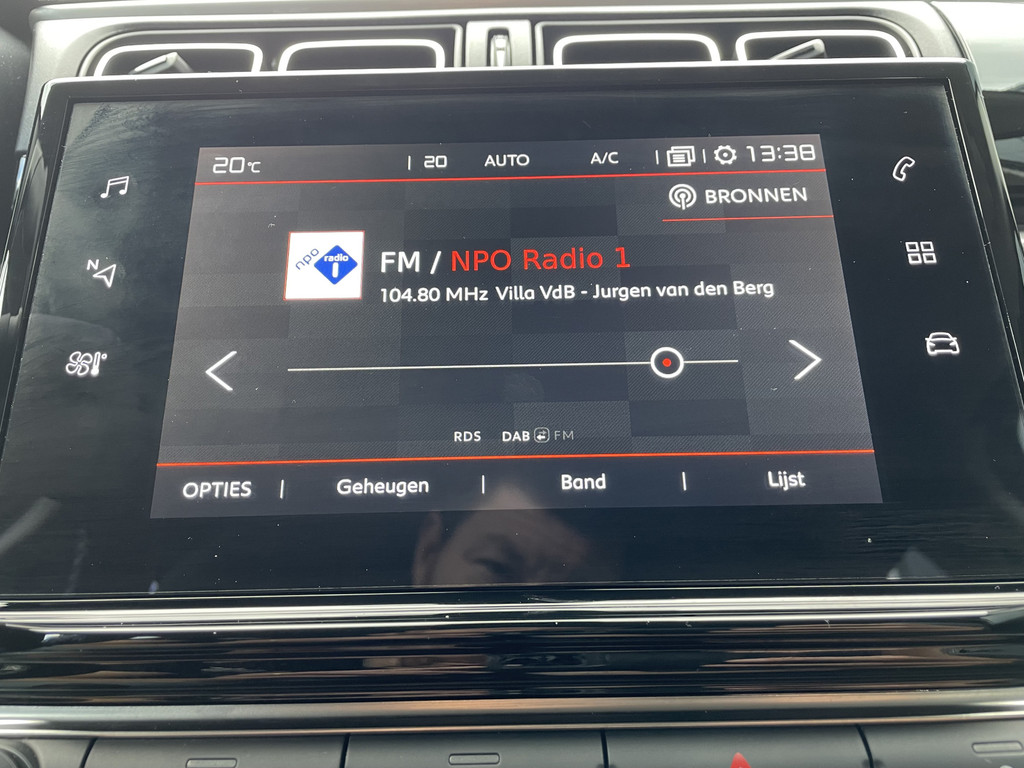 20°C | 20 AUTO A/C | | 13:38
BRONNEN
npo radio 1
FM / NPO Radio 1
104.80 MHz Villa VdB - Jurgen van den Berg
N
RDS DAB FM
OPTIES | Geheugen | Band | Lijst